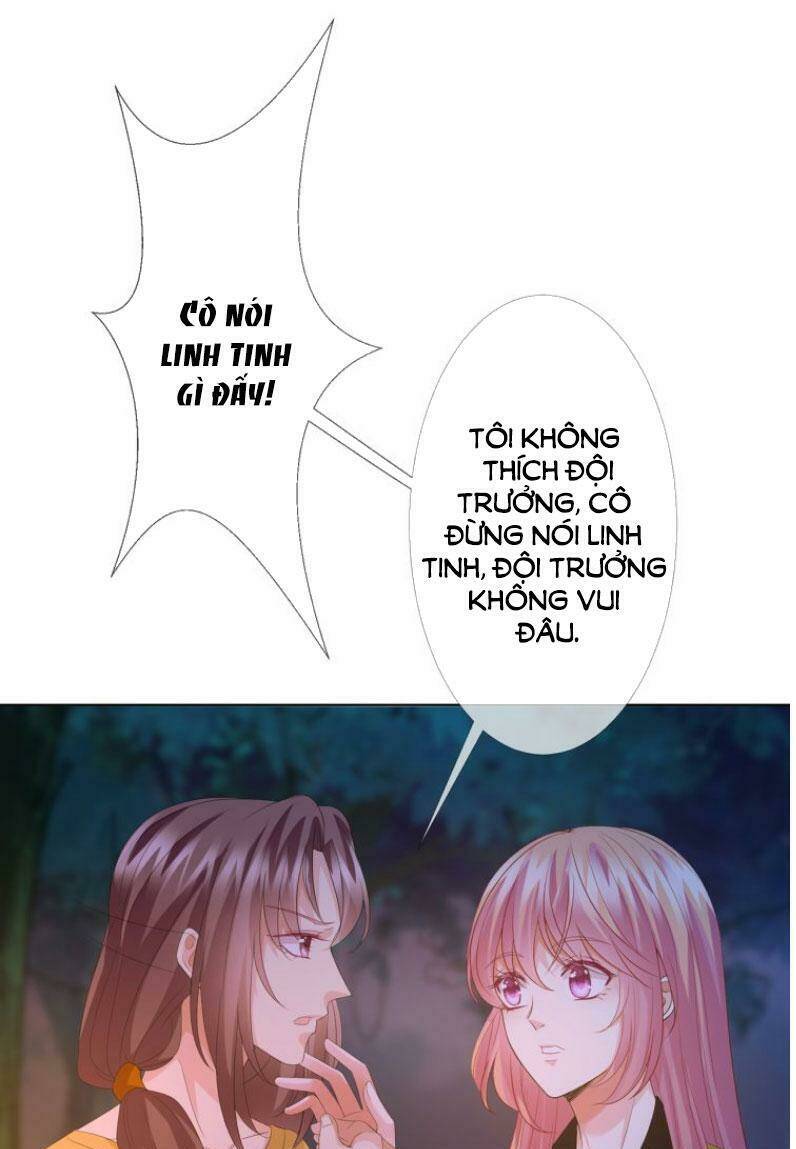 CÔ NÓI
LINH TINH
GÌ ĐẤY!
TÔI KHÔNG
THÍCH ĐỘI
TRƯỞNG, CÔ
ĐỪNG NÓI LINH
TINH, ĐỘI TRƯỞNG
KHÔNG VUI
ĐÂU.